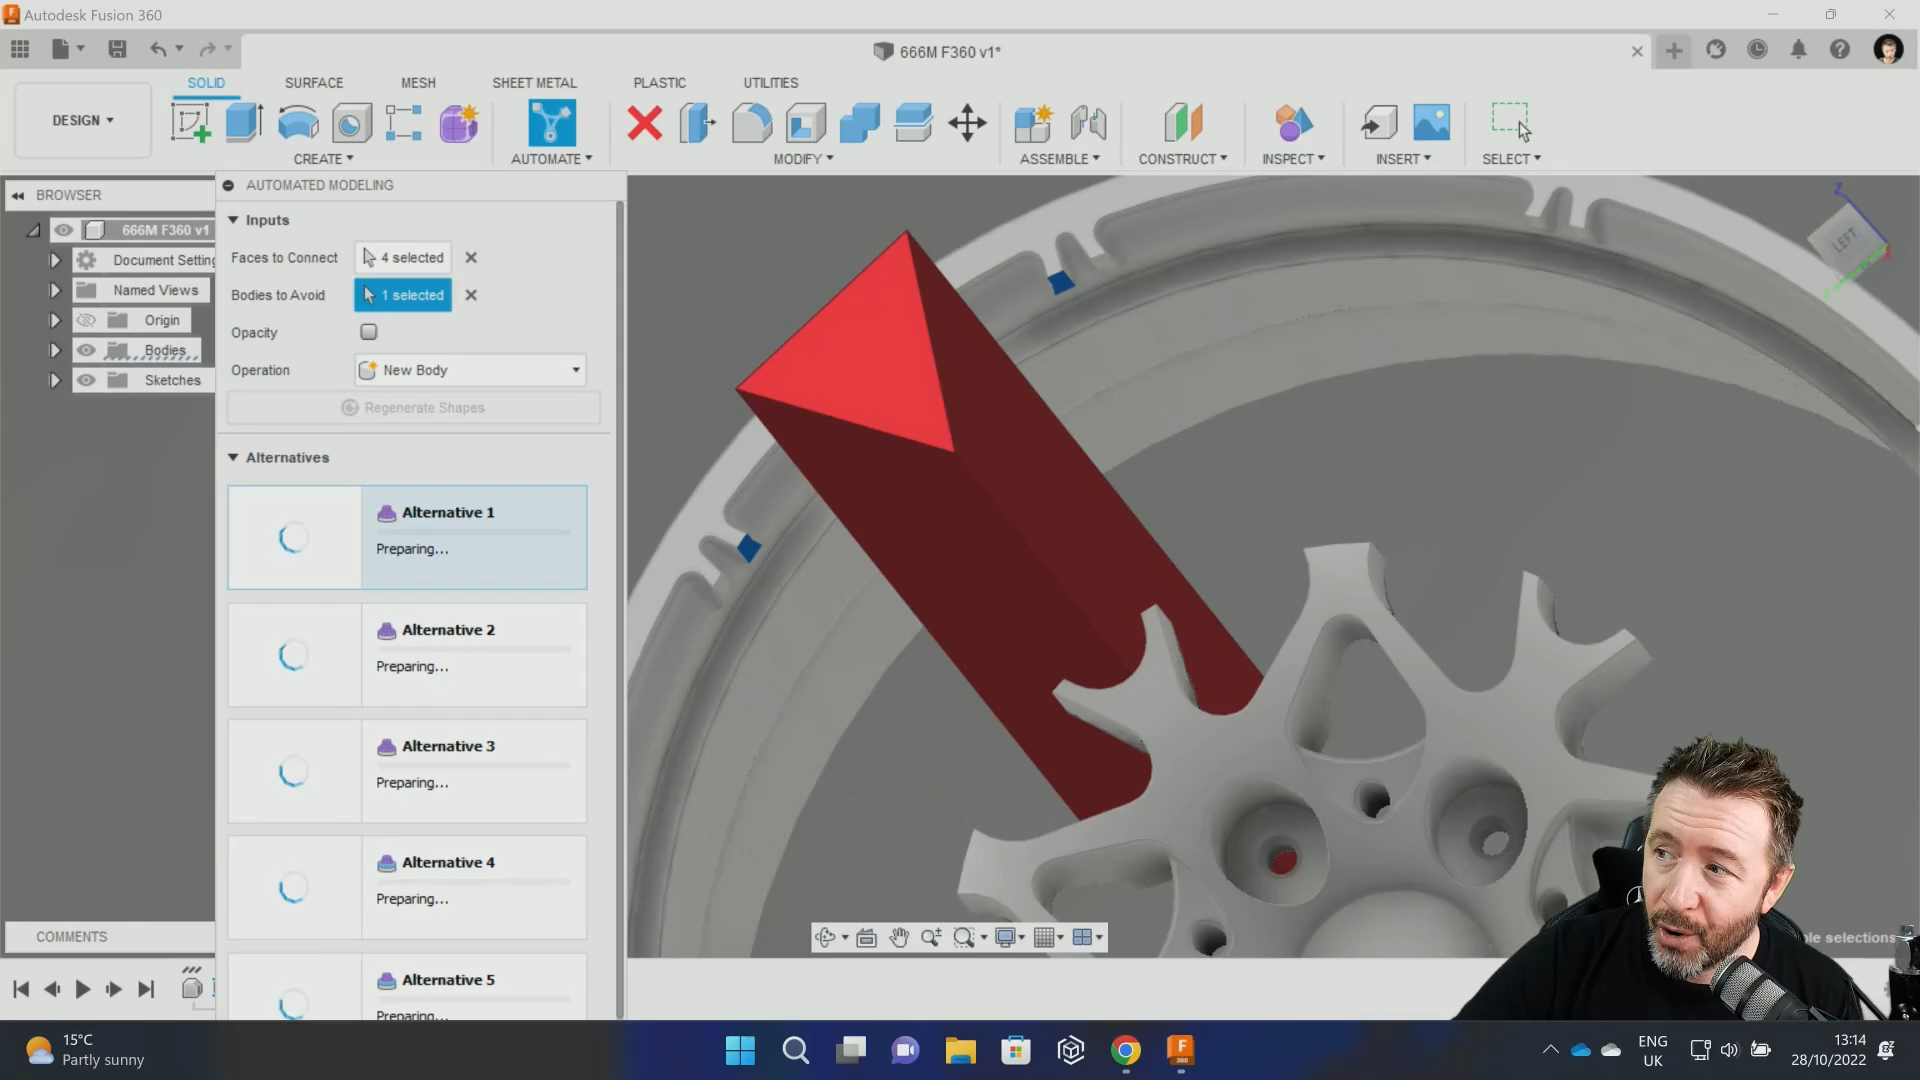 Autodesk Fusion 360
666M F360 v1*
SOLID SURFACE MESH SHEET METAL PLASTIC UTILITIES
DESIGN
CREATE AUTOMATE MODIFY ASSEMBLE CONSTRUCT INSPECT INSERT SELECT
BROWSER
666M F360 v1
Document Setting
Named Views
Origin
Bodies
Sketches
AUTOMATED MODELING
Inputs
Faces to Connect 4 selected
Bodies to Avoid 1 selected
Opacity
Operation New Body
Regenerate Shapes
Alternatives
Alternative 1
Preparing...
Alternative 2
Preparing...
Alternative 3
Preparing...
Alternative 4
Preparing...
Alternative 5
Preparing...
Z
LEFT
COMMENTS
ple selections
15°C
Partly sunny
F
360
ENG
UK
13:14
28/10/2022